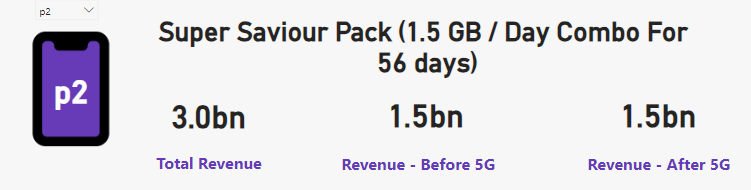 p2
Super Saviour Pack (1.5 GB / Day Combo For
56 days)
p2
3.0bn
1.5bn
1.5bn
Total Revenue
Revenue - Before 5G
Revenue - After 5G